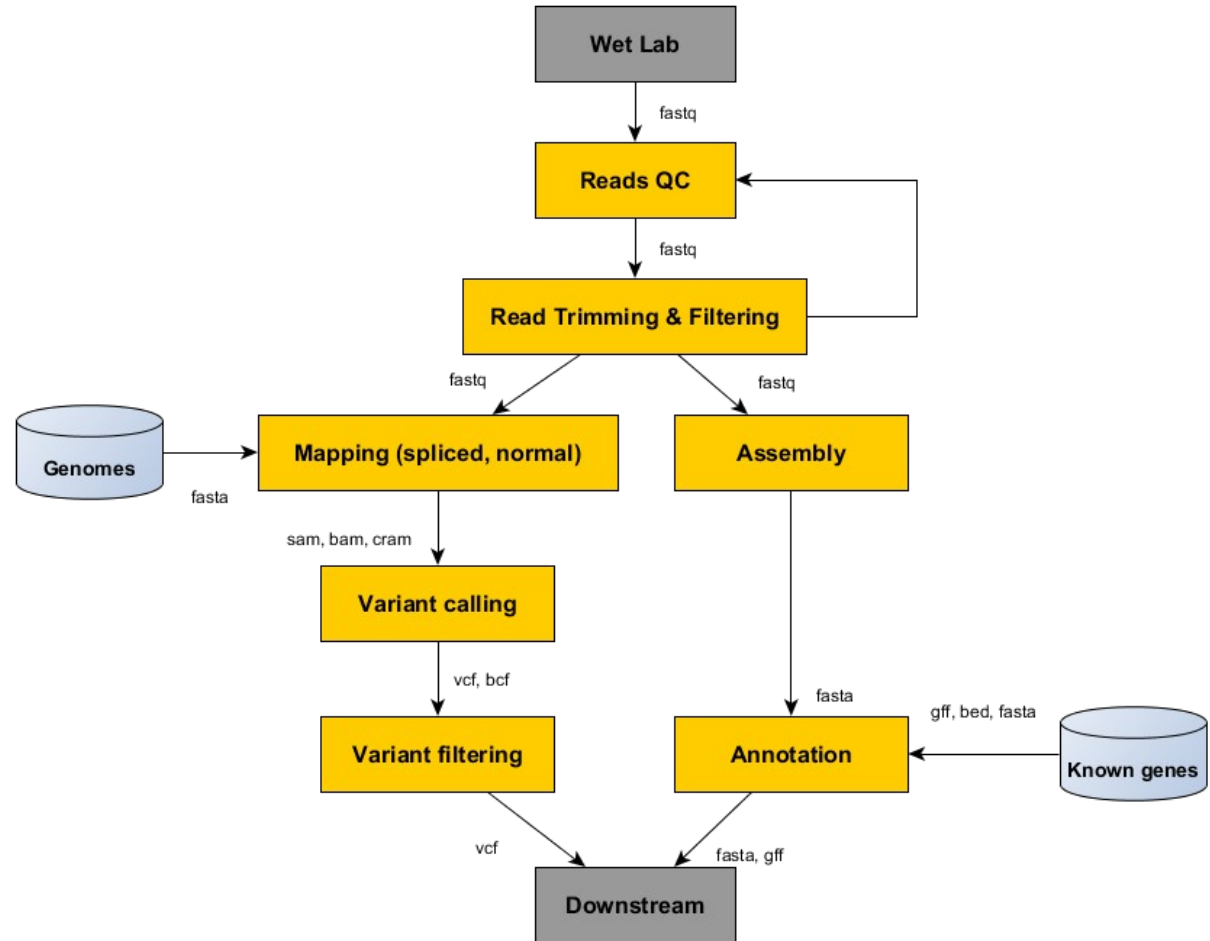 Wet Lab
fastq
Reads QC
fastq
Read Trimming & Filtering
fastq
fastq
Genomes
fasta
Mapping (spliced, normal)
Assembly
sam, bam, cram
Variant calling
vcf, bcf
fasta
gff, bed, fasta
Variant filtering
Annotation
Known genes
vcf
fasta, gff
Downstream